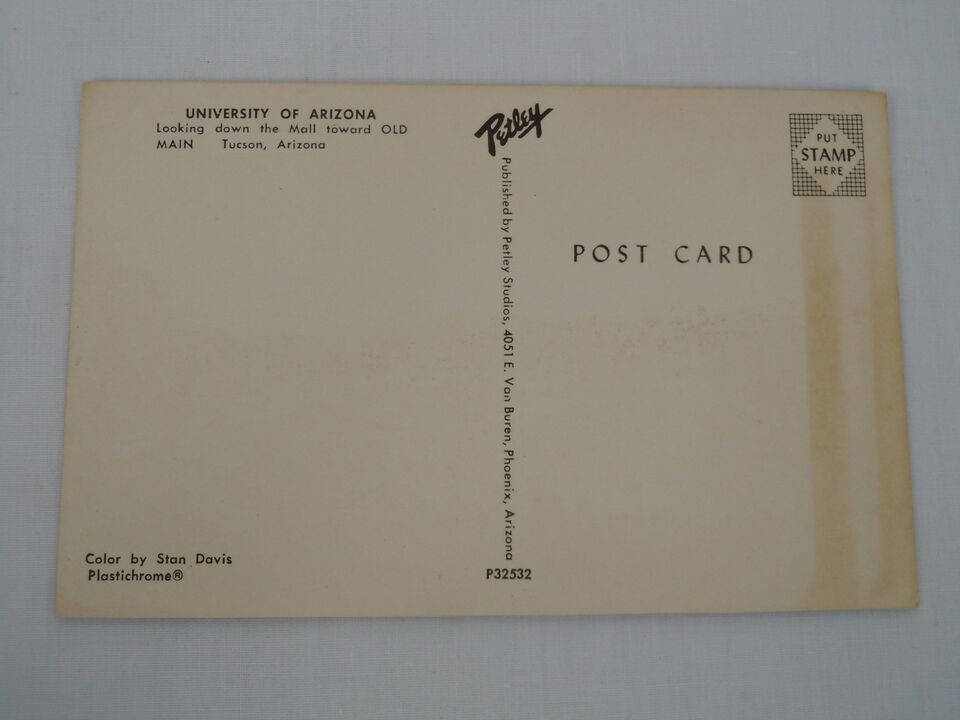 UNIVERSITY OF ARIZONA
Looking down the Mall toward OLD
MAIN Tucson, Arizona
Petley
Published by Petley Studios, 4051 E. Van Buren, Phoenix, Arizona
PUT
STAMP
HERE
POST CARD
Color by Stan Davis
Plastichrome®
P32532